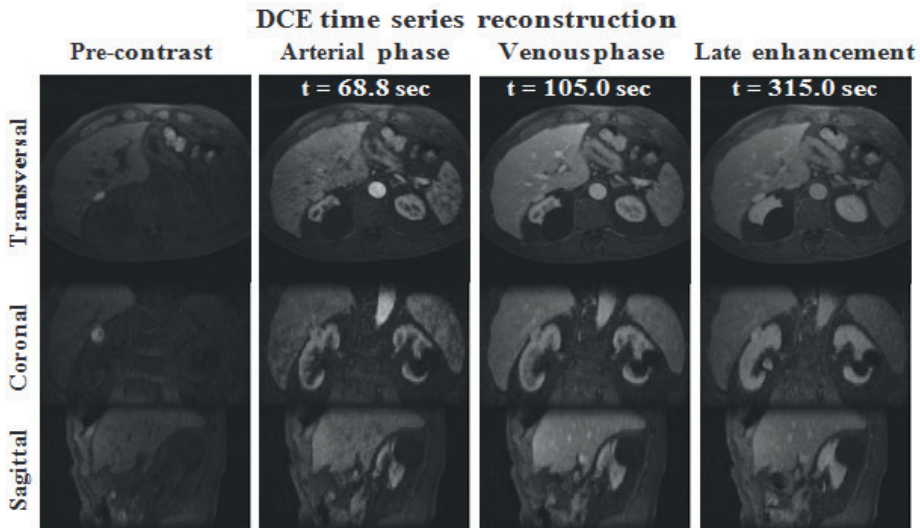 DCE time series reconstruction
Pre-contrast Arterial phase Venousphase Late enhancement
t = 68.8 sec t = 105.0 sec t = 315.0 sec
Transversal
Coronal
Sagittal